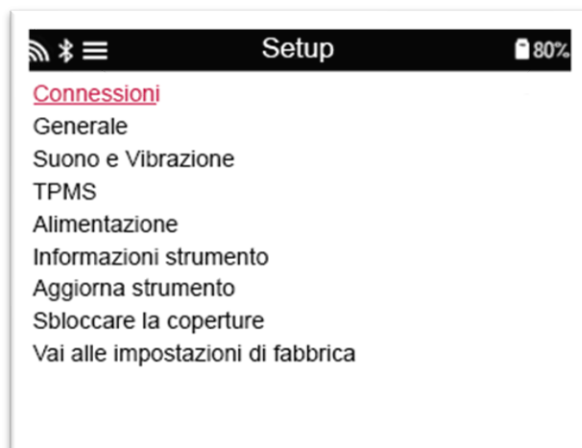 Setup 80%
Connessioni
Generale
Suono e Vibrazione
TPMS
Alimentazione
Informazioni strumento
Aggiorna strumento
Sbloccare la coperture
Vai alle impostazioni di fabbrica